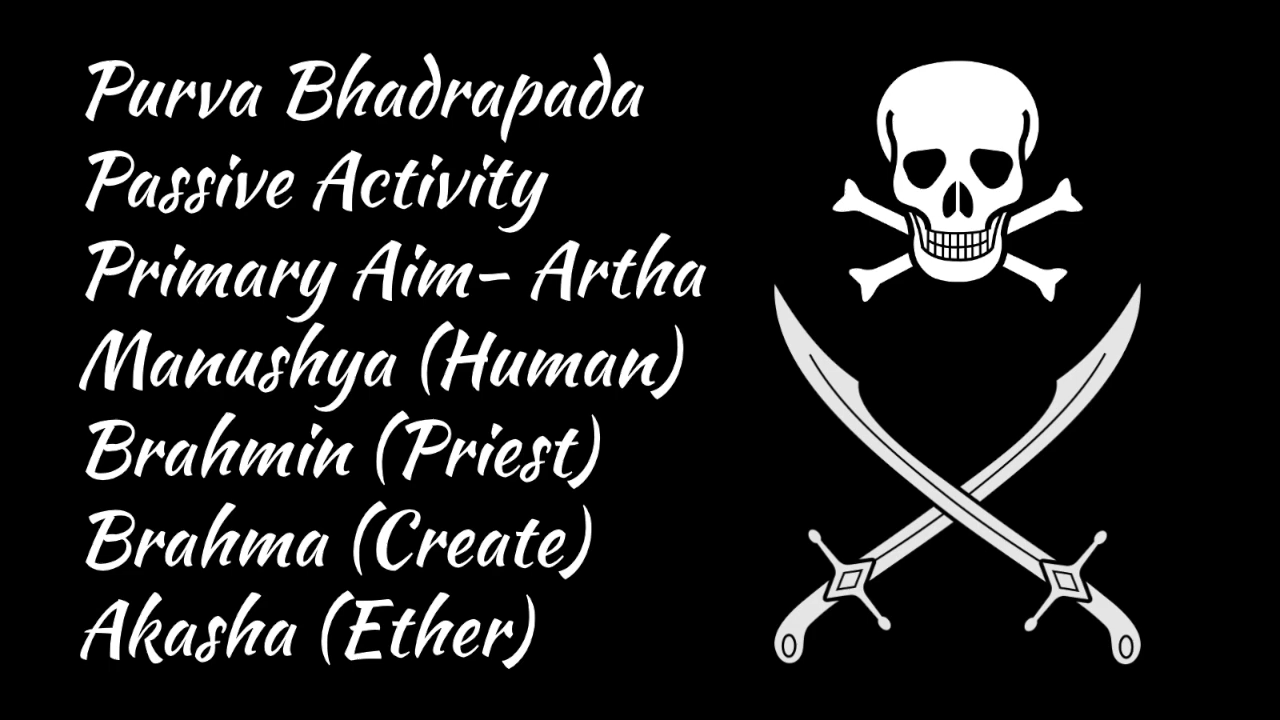 Purva Bhadrapada
Passive Activity
Primary Aim- Artha
Manushya (Human)
Brahmin (Priest)
Brahma (Create)
Akasha (Ether)